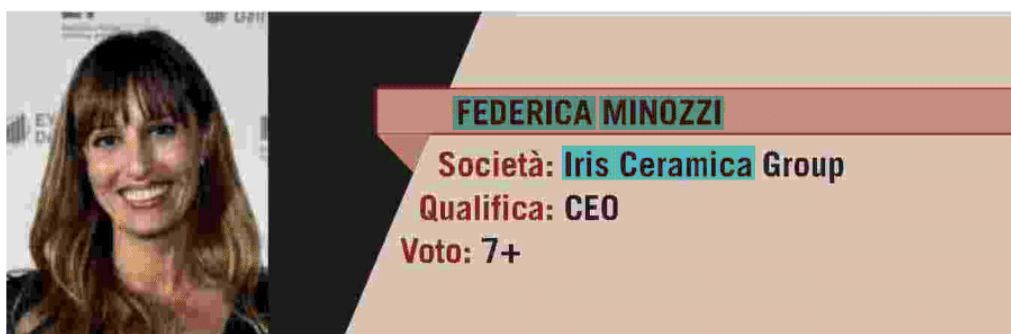 FEDERICA MINOZZI
Società: Iris Ceramica Group
Qualifica: CEO
Voto: 7+